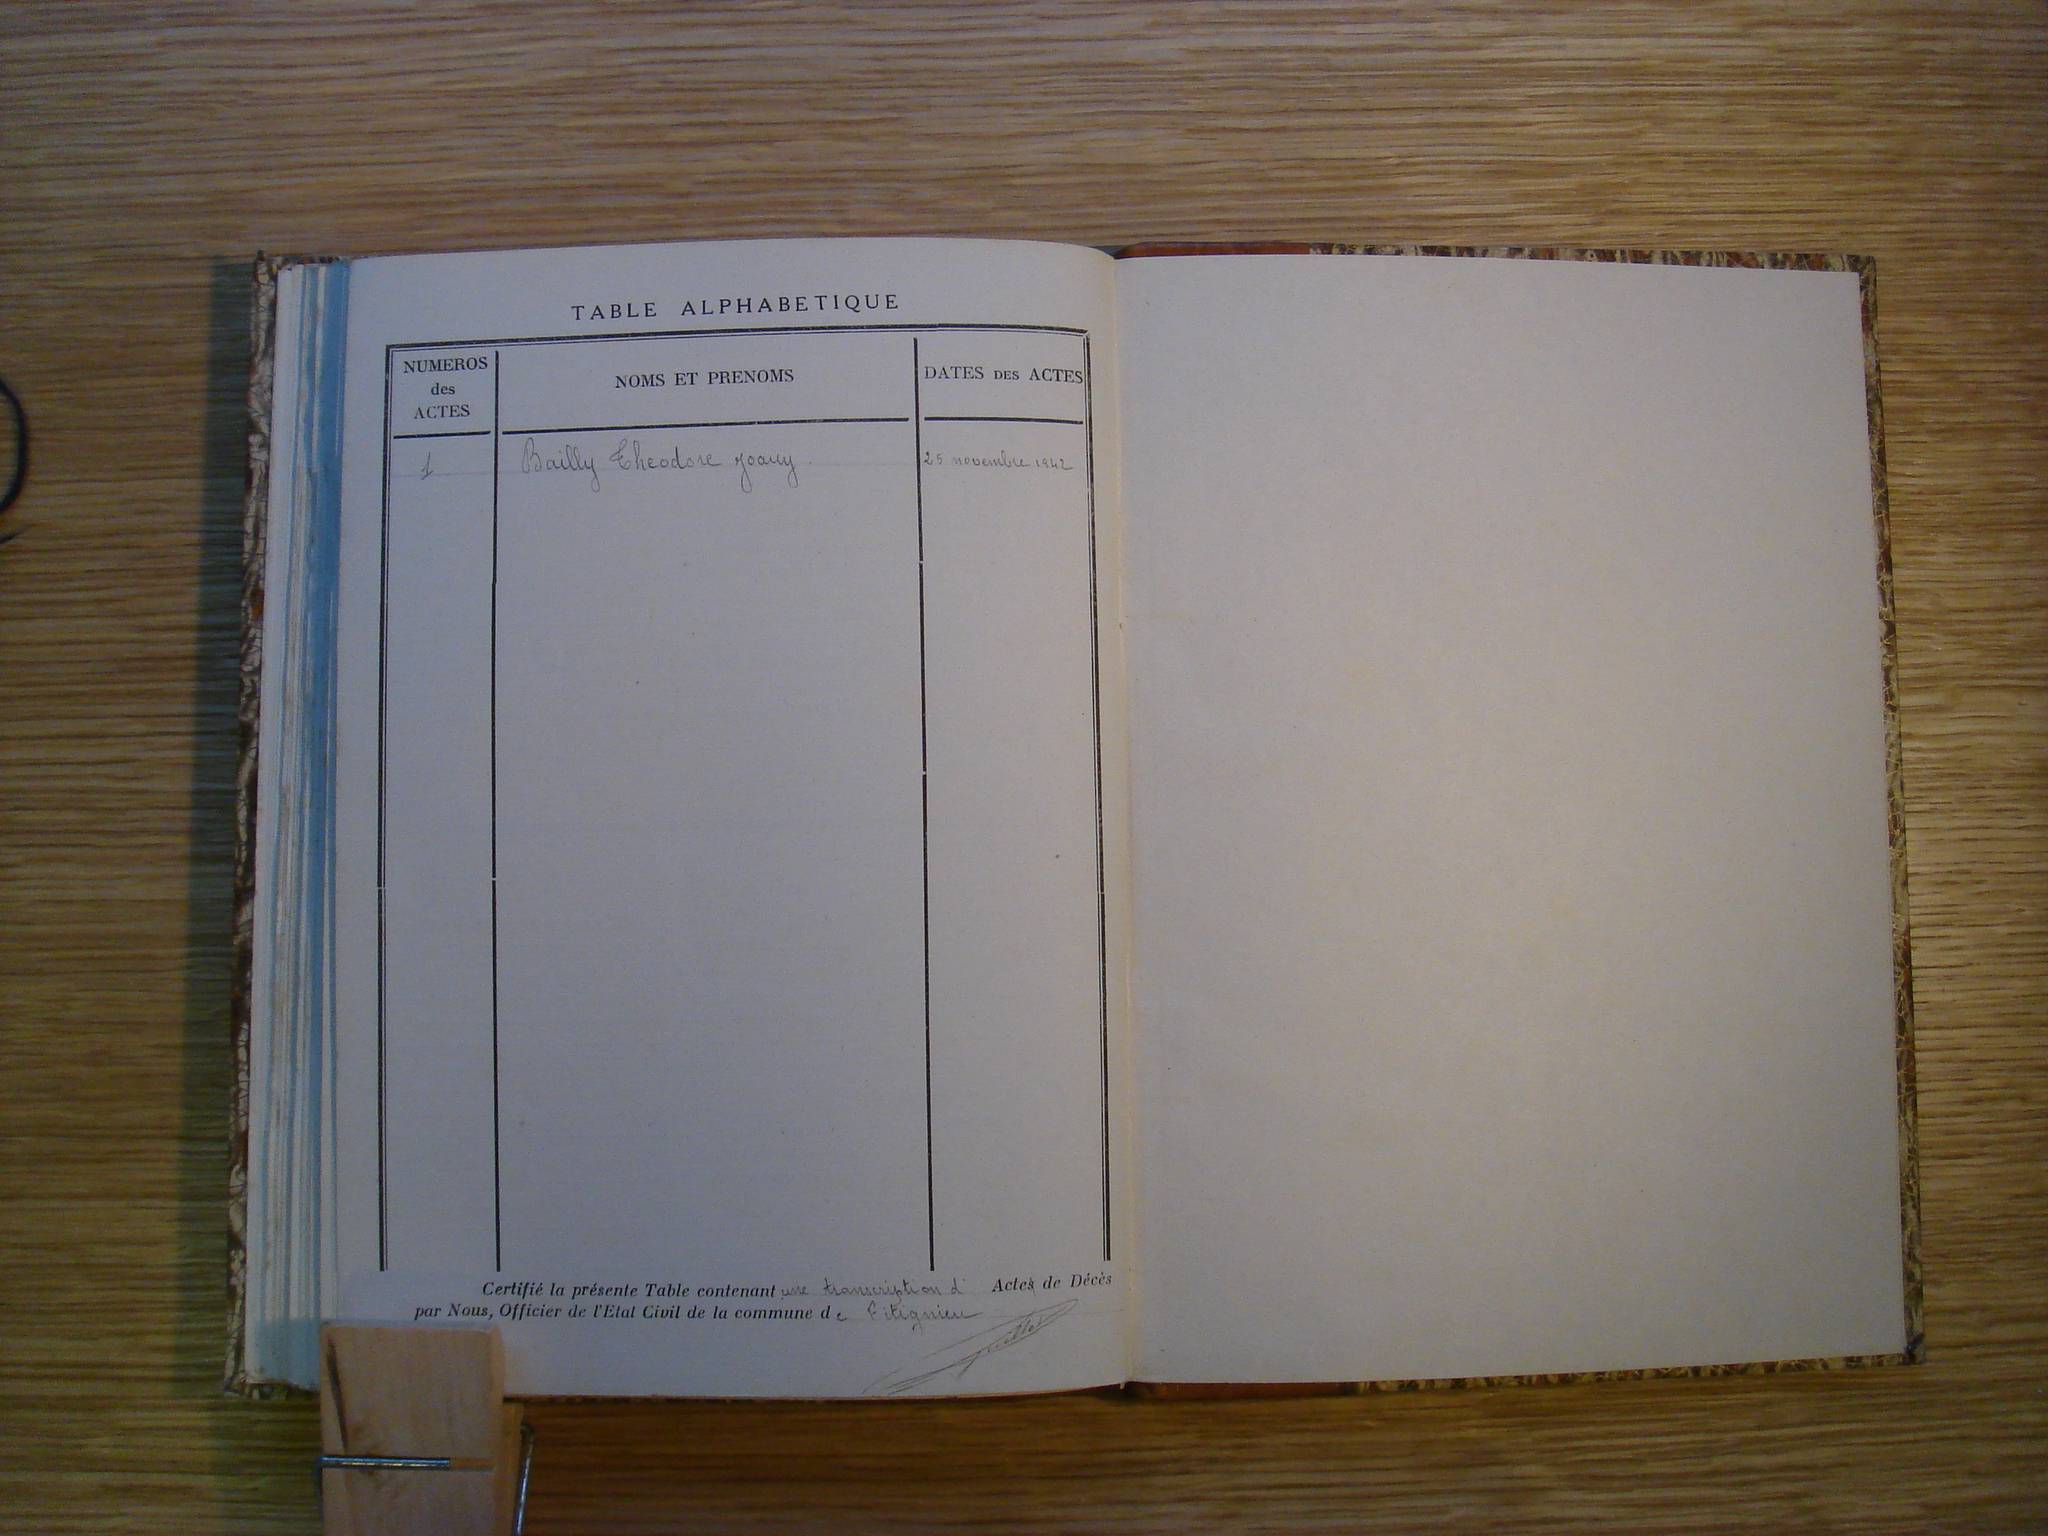 TABLE ALPHABETIQUE
NUMEROS
des
ACTES
NOMS ET PRENOMS
DATES DES ACTES
1
Bailly Theodore Joany
25 novembre 1942
Certifié la présente Table contenant une transcription d' Actes de Décès
par Nous, Officier de l'Etat Civil de la commune de Fitignieu